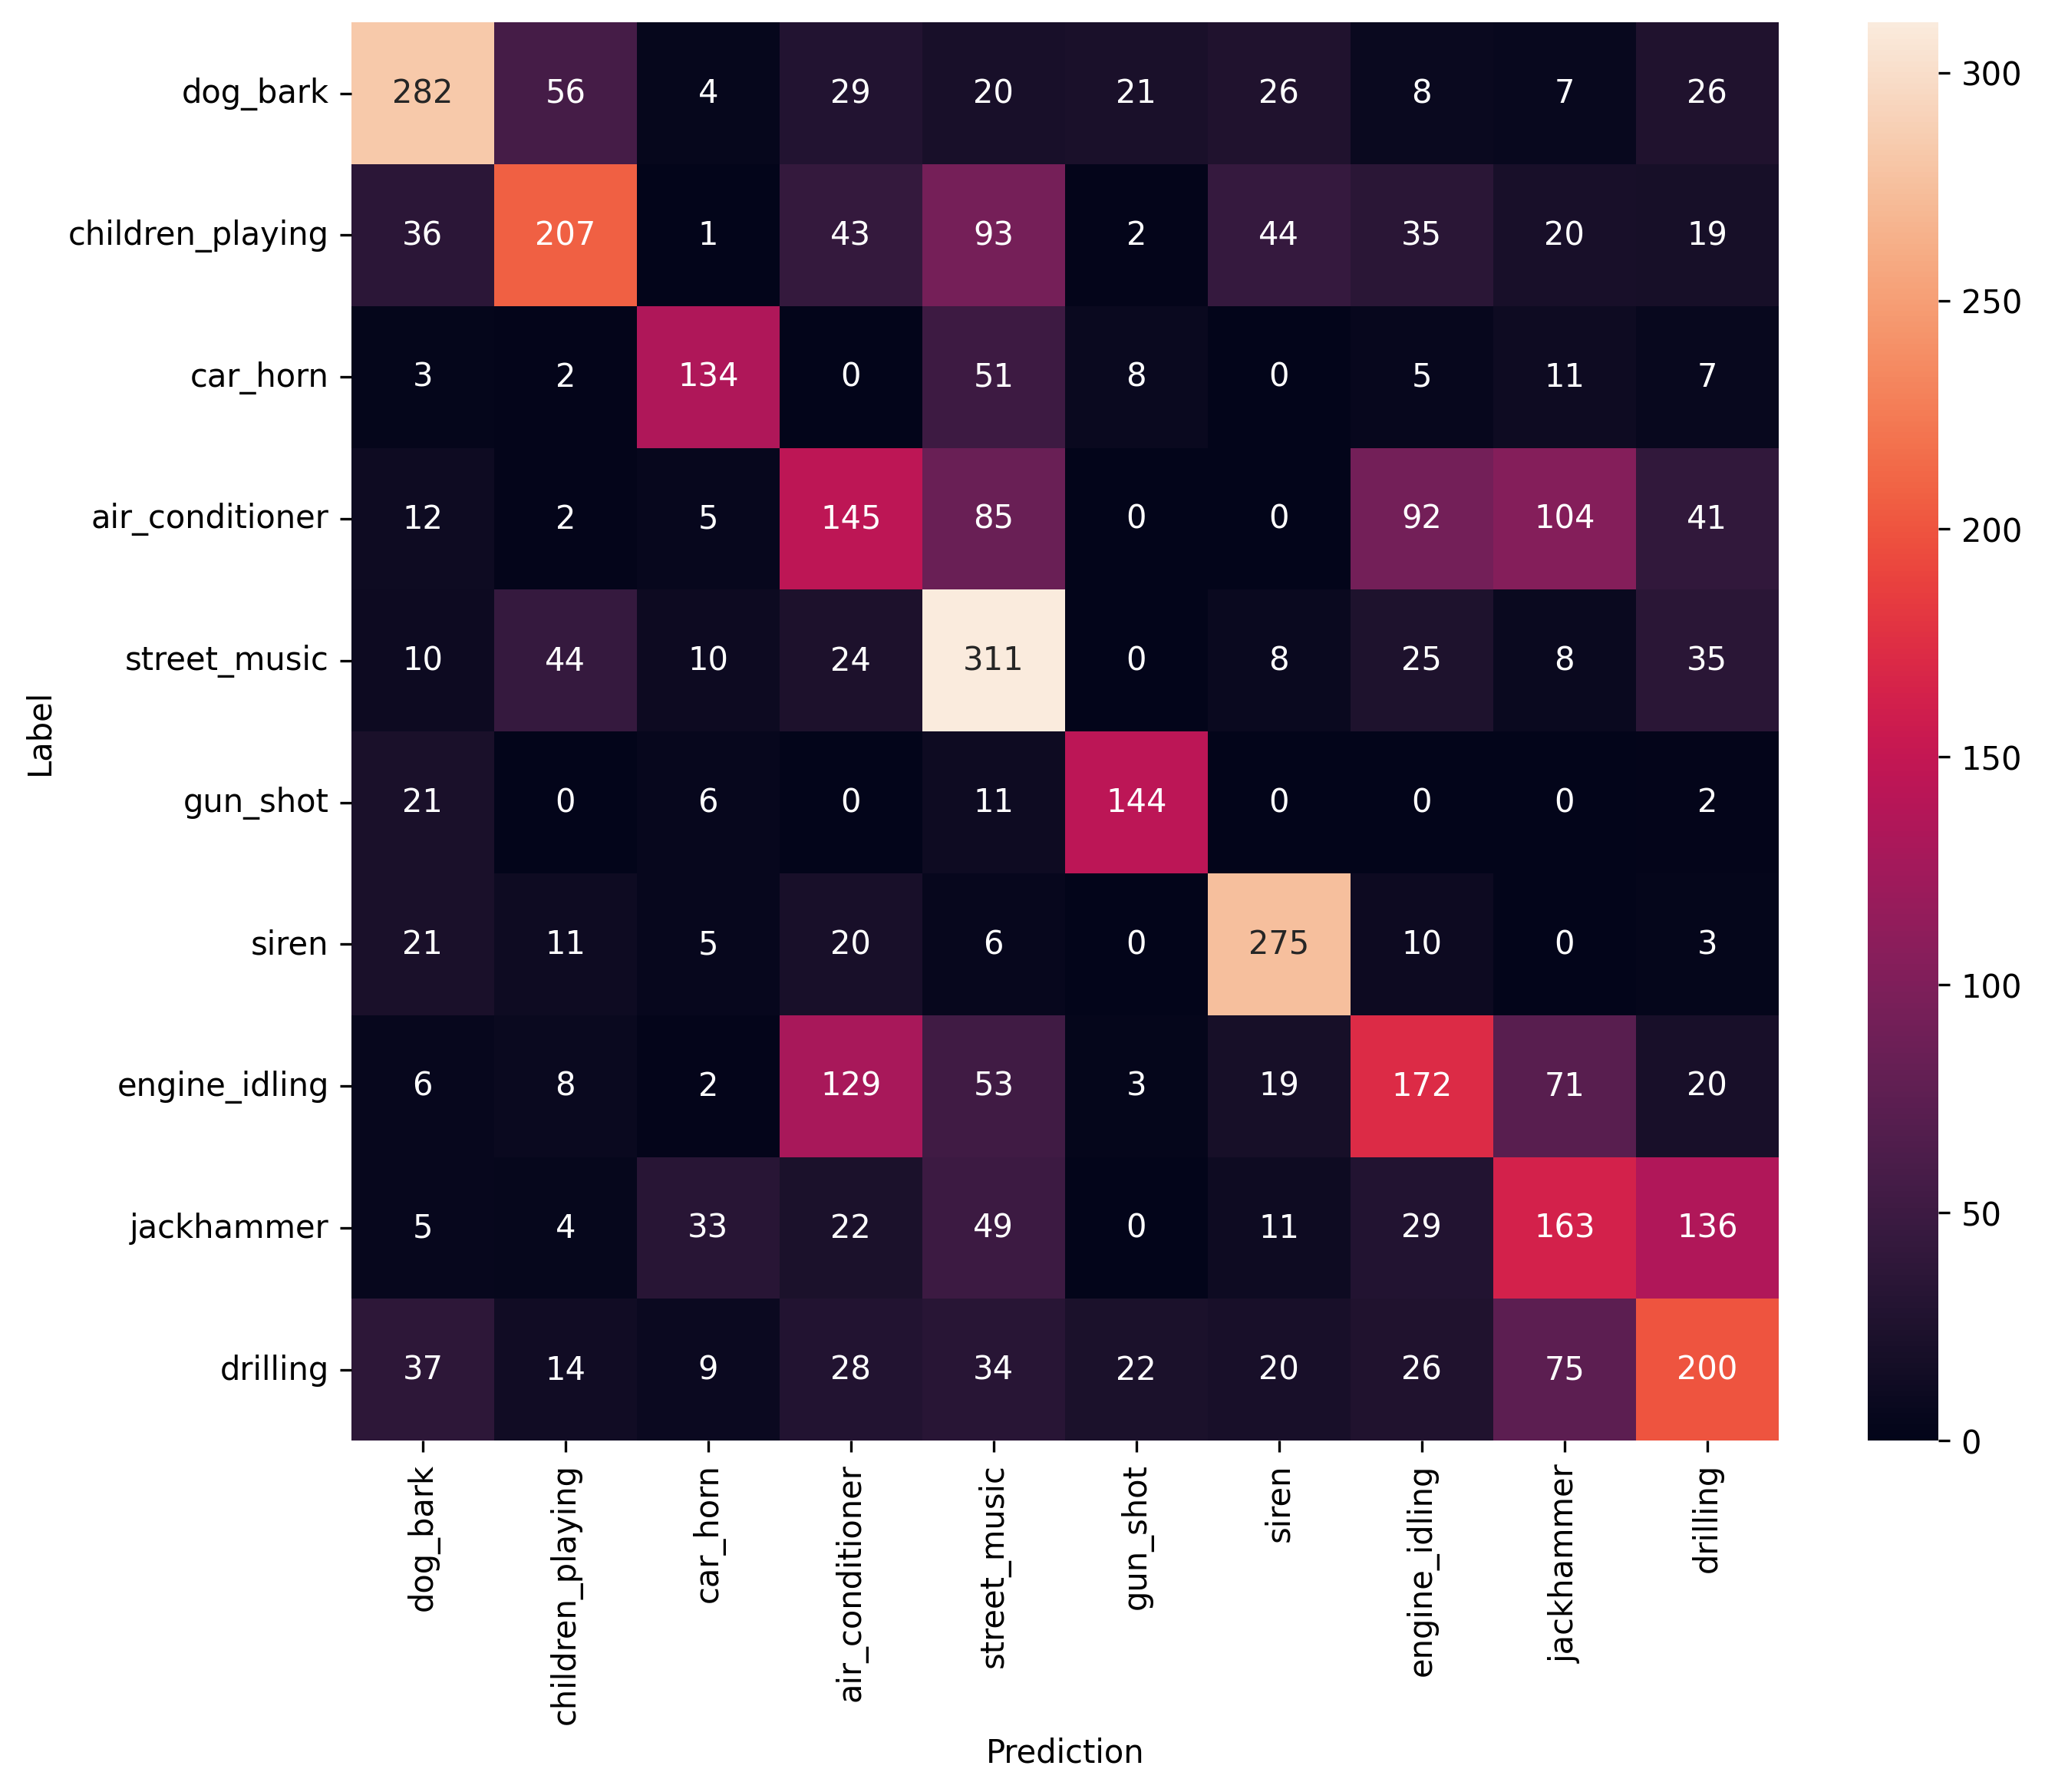 dog_bark 282 56 4 29 20 21 26 8 7 26
children_playing 36 207 1 43 93 2 44 35 20 19
car_horn 3 2 134 0 51 8 0 5 11 7
air_conditioner 12 2 5 145 85 0 0 92 104 41
street_music 10 44 10 24 311 0 8 25 8 35
gun_shot 21 0 6 0 11 144 0 0 0 2
siren 21 11 5 20 6 0 275 10 0 3
engine_idling 6 8 2 129 53 3 19 172 71 20
jackhammer 5 4 33 22 49 0 11 29 163 136
drilling 37 14 9 28 34 22 20 26 75 200
Label
dog_bark
children_playing
car_horn
air_conditioner
street_music
gun_shot
siren
engine_idling
jackhammer
drilling
Prediction
300
250
200
150
100
50
0